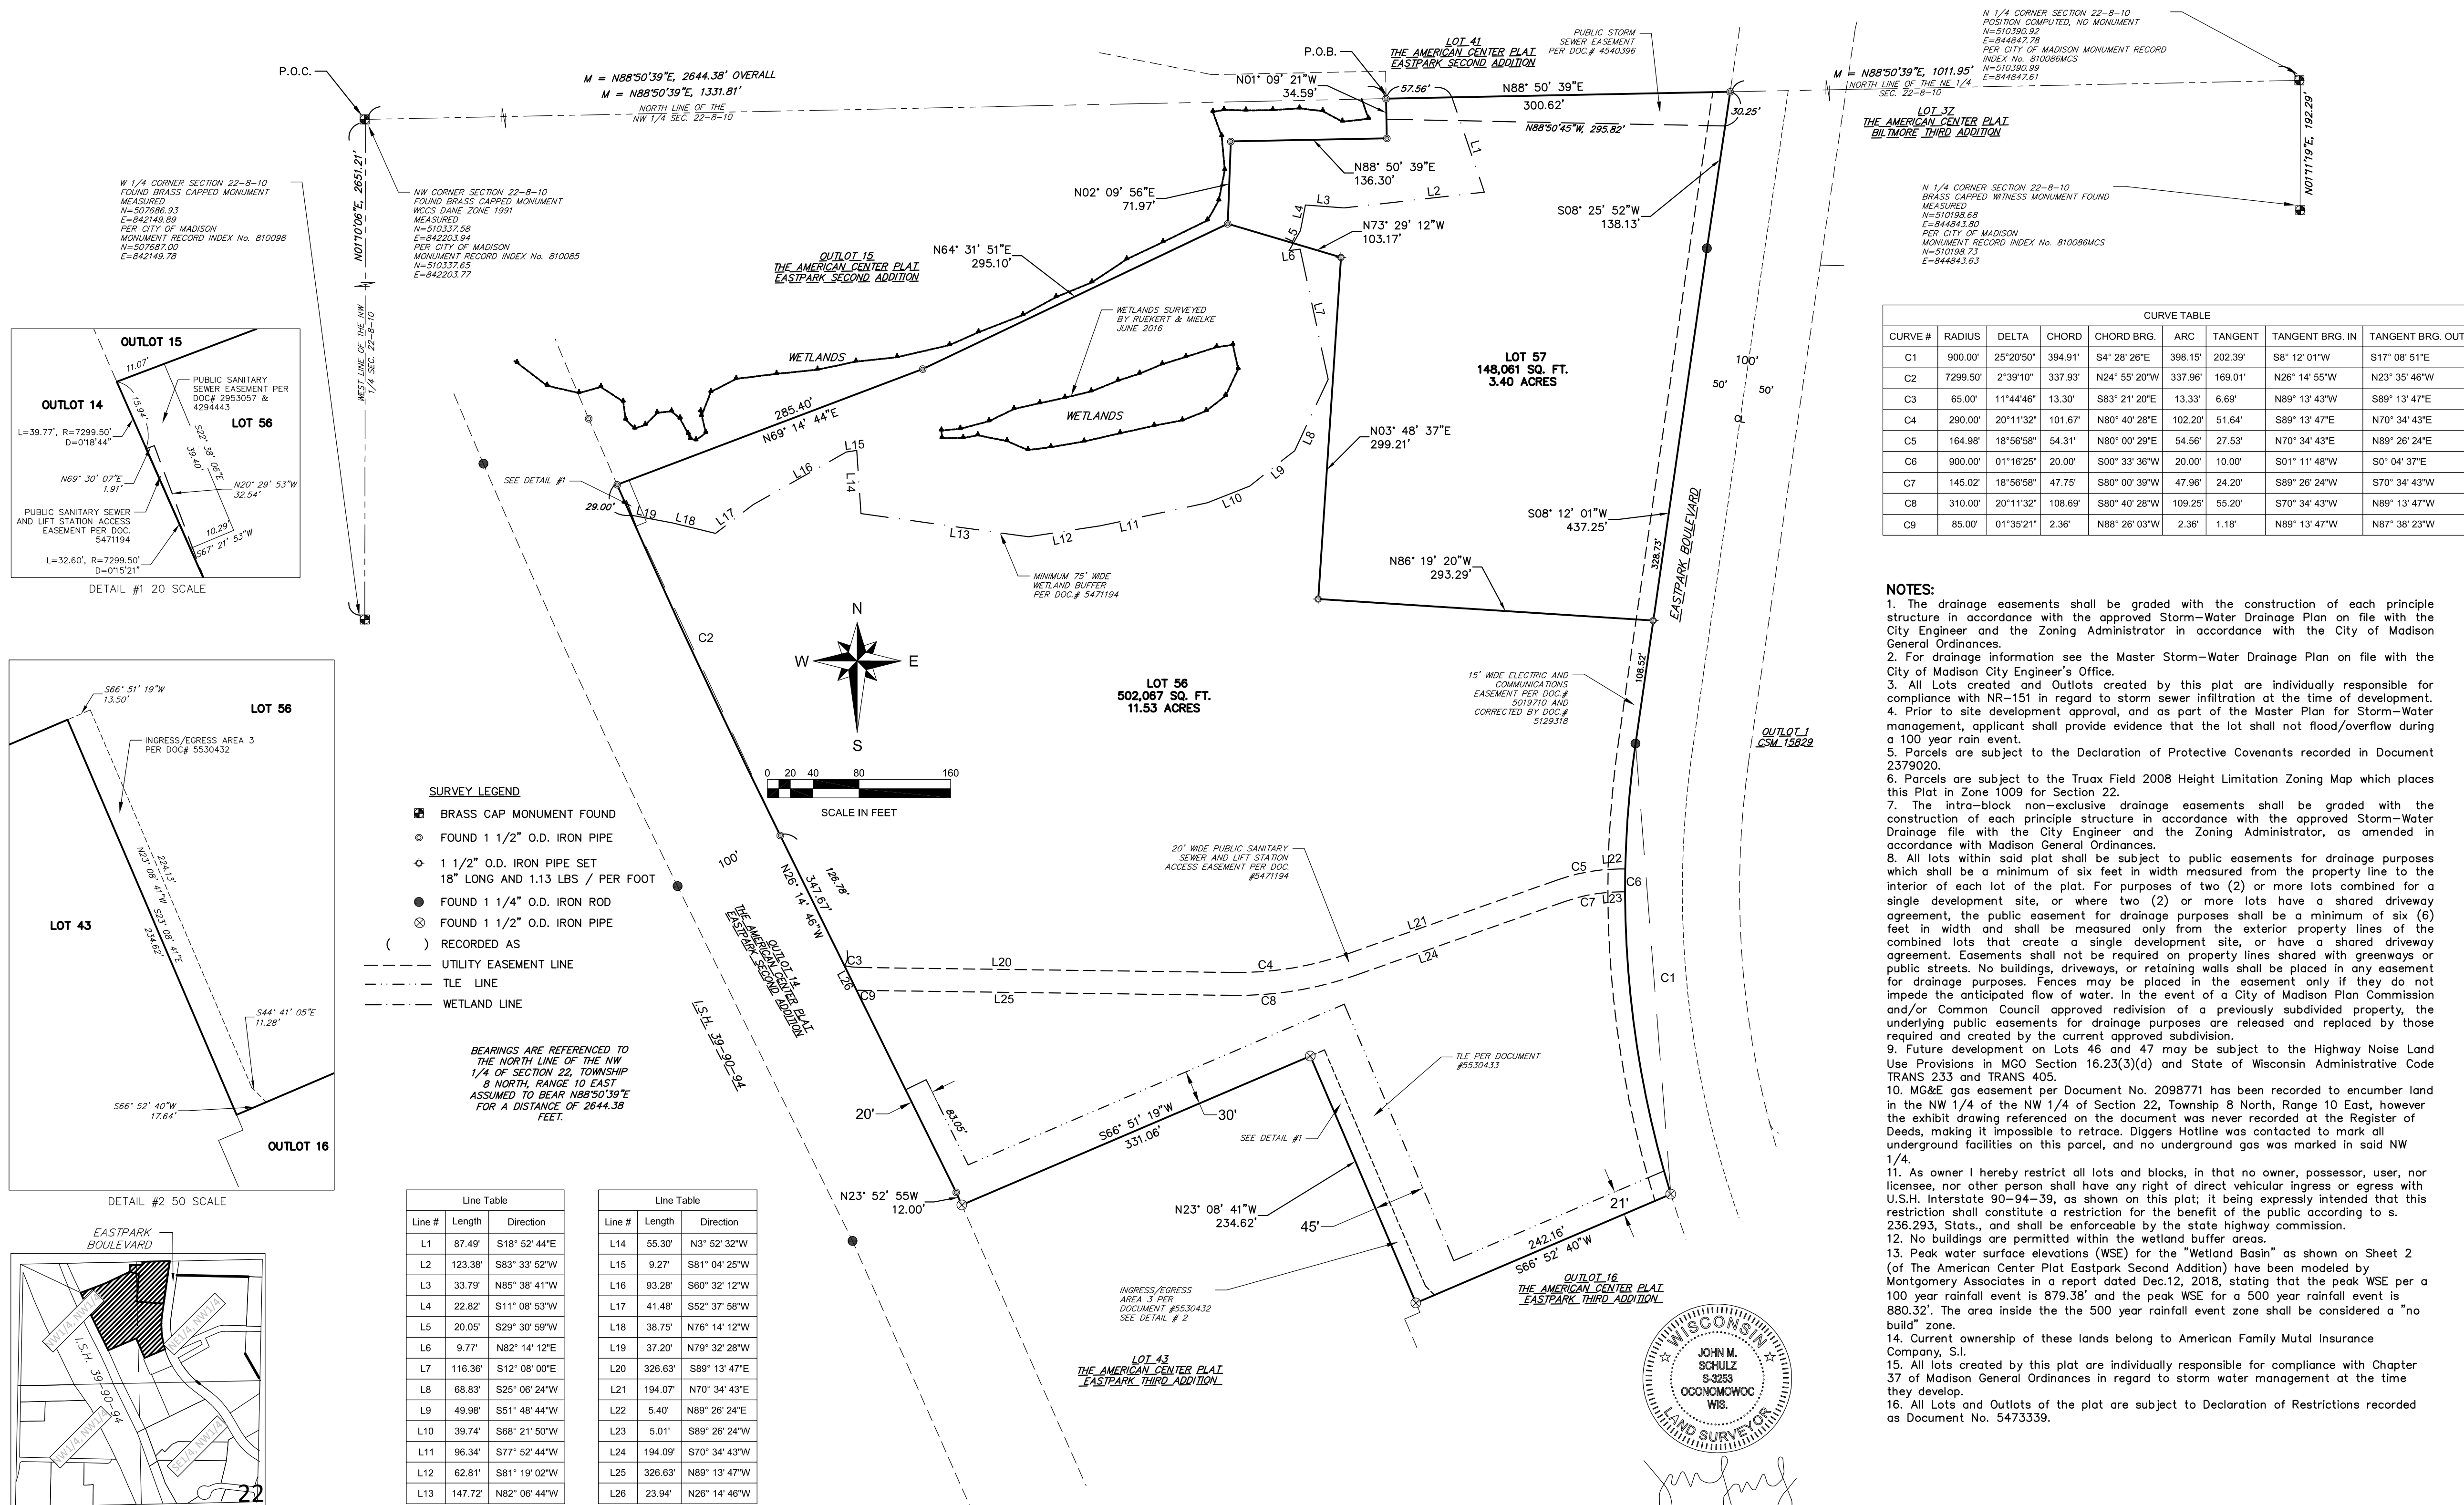 P.O.C.
M = N88°50'39"E, 2644.38' OVERALL
M = N88°50'39"E, 1331.81'
NORTH LINE OF THE
NW 1/4 SEC. 22-8-10
P.O.B.
N01° 09' 21"W
34.59'
57.56'
LOT 41
THE AMERICAN CENTER PLAT
EASTPARK SECOND ADDITION
PUBLIC STORM
SEWER EASEMENT
PER DOC.# 4540396
N88° 50' 39"E
300.62'
N88°50'45"W, 295.82'
30.25'
M = N88°50'39"E, 1011.95'
NORTH LINE OF THE NE 1/4
SEC. 22-8-10
LOT 37
THE AMERICAN CENTER PLAT
BILTMORE THIRD ADDITION
N 1/4 CORNER SECTION 22-8-10
POSITION COMPUTED, NO MONUMENT
N=510390.92
E=844847.78
PER CITY OF MADISON MONUMENT RECORD
INDEX No. 810086MCS
N=510390.99
E=844847.61
N01°11'19"E, 192.29'
N 1/4 CORNER SECTION 22-8-10
BRASS CAPPED WITNESS MONUMENT FOUND
MEASURED
N=510198.68
E=844843.80
PER CITY OF MADISON
MONUMENT RECORD INDEX No. 810086MCS
N=510198.73
E=844843.63
W 1/4 CORNER SECTION 22-8-10
FOUND BRASS CAPPED MONUMENT
MEASURED
N=507686.93
E=842149.89
PER CITY OF MADISON
MONUMENT RECORD INDEX No. 810098
N=507687.00
E=842149.78
N01°10'06"E, 2651.21'
WEST LINE OF THE NW
1/4 SEC. 22-8-10
NW CORNER SECTION 22-8-10
FOUND BRASS CAPPED MONUMENT
WCCS DANE ZONE 1991
MEASURED
N=510337.58
E=842203.94
PER CITY OF MADISON
MONUMENT RECORD INDEX No. 810085
N=510337.65
E=842203.77
N88° 50' 39"E
136.30'
N02° 09' 56"E
71.97'
N73° 29' 12"W
103.17'
N64° 31' 51"E
295.10'
OUTLOT 15
THE AMERICAN CENTER PLAT
EASTPARK SECOND ADDITION
L1
L2
L3
L4
L5
L6
L7
L8
L9
L10
L11
L12
L13
L14
L15
L16
L17
L18
L19
S08° 25' 52"W
138.13'
WETLANDS SURVEYED
BY RUEKERT & MIELKE
JUNE 2016
WETLANDS
WETLANDS
285.40'
N69° 14' 44"E
SEE DETAIL #1
29.00'
MINIMUM 75' WIDE
WETLAND BUFFER
PER DOC.# 5471194
N03° 48' 37"E
299.21'
LOT 57
148,061 SQ. FT.
3.40 ACRES
100'
50'
50'
S08° 12' 01"W
437.25'
N86° 19' 20"W
293.29'
328.73'
EASTPARK BOULEVARD
108.52'
15' WIDE ELECTRIC AND
COMMUNICATIONS
EASEMENT PER DOC.#
5019710 AND
CORRECTED BY DOC.#
5129318
OUTLOT 1
CSM 15829
LOT 56
502,067 SQ. FT.
11.53 ACRES
C2
N
W
E
S
0 20 40 80 160
SCALE IN FEET
OUTLOT 15
11.07'
PUBLIC SANITARY
SEWER EASEMENT PER
DOC# 2953057 &
4294443
OUTLOT 14
15.94'
LOT 56
L=39.77', R=7299.50'
D=0°18'44"
S22° 38' 06"E
39.40'
N69° 30' 07"E
1.91'
N20° 29' 53"W
32.54'
PUBLIC SANITARY SEWER
AND LIFT STATION ACCESS
EASEMENT PER DOC.
5471194
10.29'
S67° 21' 53"W
L=32.60', R=7299.50'
D=0°15'21"
DETAIL #1 20 SCALE
S66° 51' 19"W
13.50'
LOT 56
INGRESS/EGRESS AREA 3
PER DOC# 5530432
224.13'
S23° 08' 41"E
N23° 08' 41"W
234.62'
LOT 43
S44° 41' 05"E
11.28'
S66° 52' 40"W
17.64'
OUTLOT 16
DETAIL #2 50 SCALE
EASTPARK
BOULEVARD
NW1/4, NW1/4
NE1/4, NW1/4
I.S.H. 39-90-94
NW1/4, NW1/4
SE1/4, NW1/4
22
SURVEY LEGEND
BRASS CAP MONUMENT FOUND
FOUND 1 1/2" O.D. IRON PIPE
1 1/2" O.D. IRON PIPE SET
18" LONG AND 1.13 LBS / PER FOOT
FOUND 1 1/4" O.D. IRON ROD
FOUND 1 1/2" O.D. IRON PIPE
( ) RECORDED AS
UTILITY EASEMENT LINE
TLE LINE
WETLAND LINE
BEARINGS ARE REFERENCED TO
THE NORTH LINE OF THE NW
1/4 OF SECTION 22, TOWNSHIP
8 NORTH, RANGE 10 EAST
ASSUMED TO BEAR N88°50'39"E
FOR A DISTANCE OF 2644.38
FEET.
100'
126.78'
347.67'
N26° 14' 46"W
OUTLOT 14
THE AMERICAN CENTER PLAT
EASTPARK SECOND ADDITION
I.S.H. 39-90-94
20' WIDE PUBLIC SANITARY
SEWER AND LIFT STATION
ACCESS EASEMENT PER DOC.
#5471194
C3
L20
C4
L21
C5
L22
C6
L23
C7
L24
C8
L25
C9
L26
C1
20'
83.05'
N23° 52' 55W
12.00'
S66° 51' 19"W
331.06'
30'
SEE DETAIL #1
TLE PER DOCUMENT
#5530433
N23° 08' 41"W
234.62'
45'
21'
242.16'
S66° 52' 40"W
INGRESS/EGRESS
AREA 3 PER
DOCUMENT #5530432
SEE DETAIL # 2
OUTLOT 16
THE AMERICAN CENTER PLAT
EASTPARK THIRD ADDITION
LOT 43
THE AMERICAN CENTER PLAT
EASTPARK THIRD ADDITION
WISCONSIN
JOHN M.
SCHULZ
S-3253
OCONOMOWOC
WIS.
LAND SURVEYOR
Line Table
Line # Length Direction
L1 87.49' S18° 52' 44"E
L2 123.38' S83° 33' 52"W
L3 33.79' N85° 38' 41"W
L4 22.82' S11° 08' 53"W
L5 20.05' S29° 30' 59"W
L6 9.77' N82° 14' 12"E
L7 116.36' S12° 08' 00"E
L8 68.83' S25° 06' 24"W
L9 49.98' S51° 48' 44"W
L10 39.74' S68° 21' 50"W
L11 96.34' S77° 52' 44"W
L12 62.81' S81° 19' 02"W
L13 147.72' N82° 06' 44"W
Line Table
Line # Length Direction
L14 55.30' N3° 52' 32"W
L15 9.27' S81° 04' 25"W
L16 93.28' S60° 32' 12"W
L17 41.48' S52° 37' 58"W
L18 38.75' N76° 14' 12"W
L19 37.20' N79° 32' 28"W
L20 326.63' S89° 13' 47"E
L21 194.07' N70° 34' 43"E
L22 5.40' N89° 26' 24"E
L23 5.01' S89° 26' 24"W
L24 194.09' S70° 34' 43"W
L25 326.63' N89° 13' 47"W
L26 23.94' N26° 14' 46"W
CURVE TABLE
CURVE # RADIUS DELTA CHORD CHORD BRG. ARC TANGENT TANGENT BRG. IN TANGENT BRG. OUT
C1 900.00' 25°20'50" 394.91' S4° 28' 26"E 398.15' 202.39' S8° 12' 01"W S17° 08' 51"E
C2 7299.50' 2°39'10" 337.93' N24° 55' 20"W 337.96' 169.01' N26° 14' 55"W N23° 35' 46"W
C3 65.00' 11°44'46" 13.30' S83° 21' 20"E 13.33' 6.69' N89° 13' 43"W S89° 13' 47"E
C4 290.00' 20°11'32" 101.67' N80° 40' 28"E 102.20' 51.64' S89° 13' 47"E N70° 34' 43"E
C5 164.98' 18°56'58" 54.31' N80° 00' 29"E 54.56' 27.53' N70° 34' 43"E N89° 26' 24"E
C6 900.00' 01°16'25" 20.00' S00° 33' 36"W 20.00' 10.00' S01° 11' 48"W S0° 04' 37"E
C7 145.02' 18°56'58" 47.75' S80° 00' 39"W 47.96' 24.20' S89° 26' 24"W S70° 34' 43"W
C8 310.00' 20°11'32" 108.69' S80° 40' 28"W 109.25' 55.20' S70° 34' 43"W N89° 13' 47"W
C9 85.00' 01°35'21" 2.36' N88° 26' 03"W 2.36' 1.18' N89° 13' 47"W N87° 38' 23"W
NOTES:
1. The drainage easements shall be graded with the construction of each principle
structure in accordance with the approved Storm-Water Drainage Plan on file with the
City Engineer and the Zoning Administrator in accordance with the City of Madison
General Ordinances.
2. For drainage information see the Master Storm-Water Drainage Plan on file with the
City of Madison City Engineer's Office.
3. All Lots created and Outlots created by this plat are individually responsible for
compliance with NR-151 in regard to storm sewer infiltration at the time of development.
4. Prior to site development approval, and as part of the Master Plan for Storm-Water
management, applicant shall provide evidence that the lot shall not flood/overflow during
a 100 year rain event.
5. Parcels are subject to the Declaration of Protective Covenants recorded in Document
2379020.
6. Parcels are subject to the Truax Field 2008 Height Limitation Zoning Map which places
this Plat in Zone 1009 for Section 22.
7. The intra-block non-exclusive drainage easements shall be graded with the
construction of each principle structure in accordance with the approved Storm-Water
Drainage file with the City Engineer and the Zoning Administrator, as amended in
accordance with Madison General Ordinances.
8. All lots within said plat shall be subject to public easements for drainage purposes
which shall be a minimum of six feet in width measured from the property line to the
interior of each lot of the plat. For purposes of two (2) or more lots combined for a
single development site, or where two (2) or more lots have a shared driveway
agreement, the public easement for drainage purposes shall be a minimum of six (6)
feet in width and shall be measured only from the exterior property lines of the
combined lots that create a single development site, or have a shared driveway
agreement. Easements shall not be required on property lines shared with greenways or
public streets. No buildings, driveways, or retaining walls shall be placed in any easement
for drainage purposes. Fences may be placed in the easement only if they do not
impede the anticipated flow of water. In the event of a City of Madison Plan Commission
and/or Common Council approved redivision of a previously subdivided property, the
underlying public easements for drainage purposes are released and replaced by those
required and created by the current approved subdivision.
9. Future development on Lots 46 and 47 may be subject to the Highway Noise Land
Use Provisions in MGO Section 16.23(3)(d) and State of Wisconsin Administrative Code
TRANS 233 and TRANS 405.
10. MG&E gas easement per Document No. 2098771 has been recorded to encumber land
in the NW 1/4 of the NW 1/4 of Section 22, Township 8 North, Range 10 East, however
the exhibit drawing referenced on the document was never recorded at the Register of
Deeds, making it impossible to retrace. Diggers Hotline was contacted to mark all
underground facilities on this parcel, and no underground gas was marked in said NW
1/4.
11. As owner I hereby restrict all lots and blocks, in that no owner, possessor, user, nor
licensee, nor other person shall have any right of direct vehicular ingress or egress with
U.S.H. Interstate 90-94-39, as shown on this plat; it being expressly intended that this
restriction shall constitute a restriction for the benefit of the public according to s.
236.293, Stats., and shall be enforceable by the state highway commission.
12. No buildings are permitted within the wetland buffer areas.
13. Peak water surface elevations (WSE) for the "Wetland Basin" as shown on Sheet 2
(of The American Center Plat Eastpark Second Addition) have been modeled by
Montgomery Associates in a report dated Dec.12, 2018, stating that the peak WSE per a
100 year rainfall event is 879.38' and the peak WSE for a 500 year rainfall event is
880.32'. The area inside the the 500 year rainfall event zone shall be considered a "no
build" zone.
14. Current ownership of these lands belong to American Family Mutal Insurance
Company, S.I.
15. All lots created by this plat are individually responsible for compliance with Chapter
37 of Madison General Ordinances in regard to storm water management at the time
they develop.
16. All Lots and Outlots of the plat are subject to Declaration of Restrictions recorded
as Document No. 5473339.